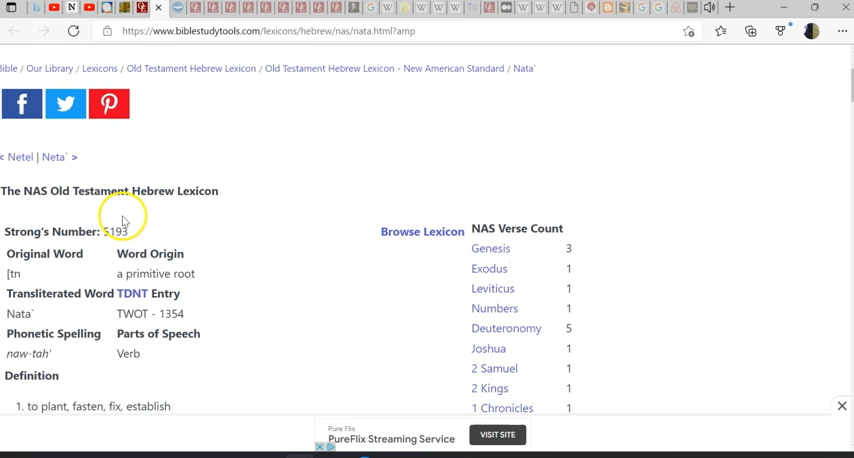 https://www.biblestudytools.com/lexicons/hebrew/nas/nata.html?amp
ible / Our Library / Lexicons / Old Testament Hebrew Lexicon / Old Testament Hebrew Lexicon - New American Standard / Nata`
< Netel | Neta` >
The NAS Old Testament Hebrew Lexicon
Strong's Number: 5193
Browse Lexicon
Original Word Word Origin
[tn a primitive root
Transliterated Word TDNT Entry
Nata` TWOT - 1354
Phonetic Spelling Parts of Speech
naw-tah' Verb
Definition
1. to plant, fasten, fix, establish
NAS Verse Count
Genesis 3
Exodus 1
Leviticus 1
Numbers 1
Deuteronomy 5
Joshua 1
2 Samuel 1
2 Kings 1
1 Chronicles 1
Pure Flix
PureFlix Streaming Service
VISIT SITE